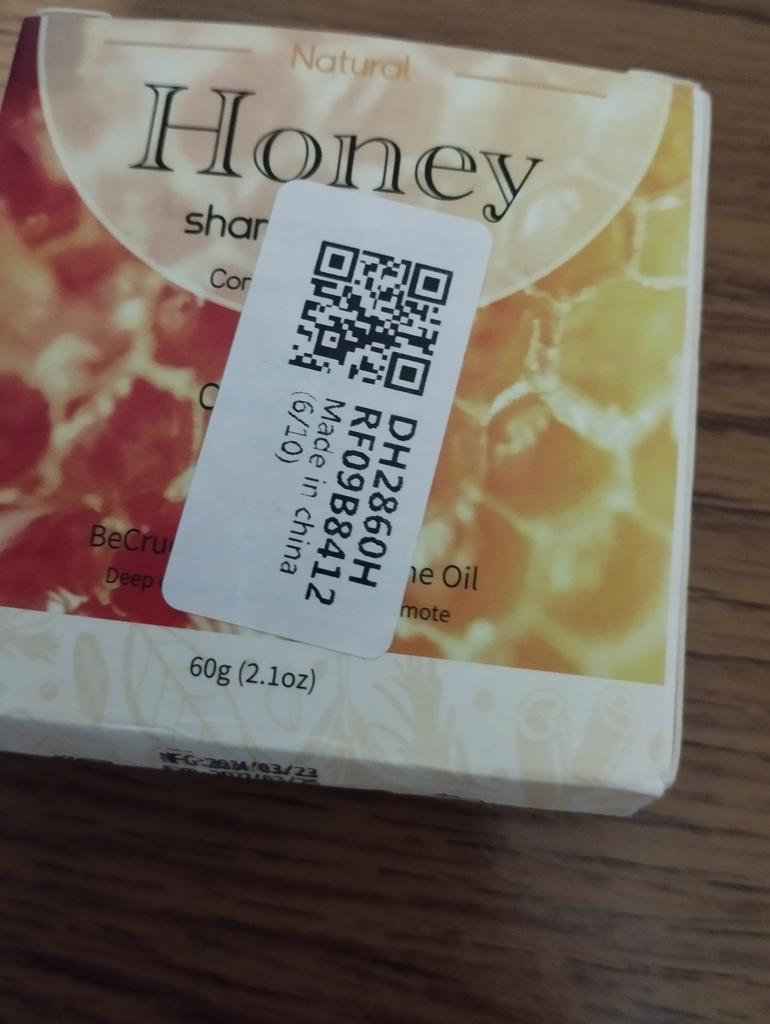 Natural
Honey
shar
Con
C
BeCru
ne Oil
Deep
mote
60g (2.1oz)
DH2860H
RF09B8412
Made in china
(6/10)